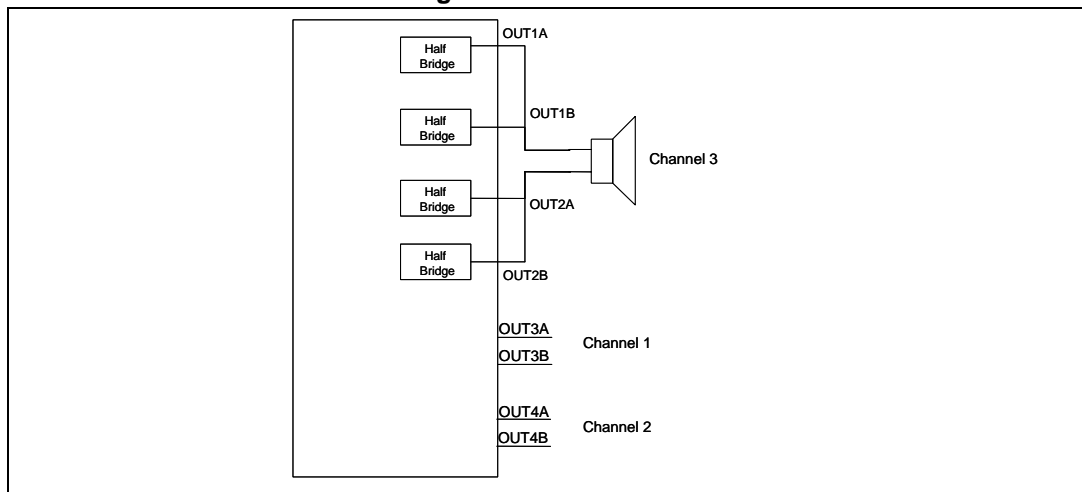 OUT1A
Half
Bridge
OUT1B
Half
Bridge
Channel 3
Half
Bridge
OUT2A
Half
Bridge
OUT2B
OUT3A
Channel 1
OUT3B
OUT4A
Channel 2
OUT4B